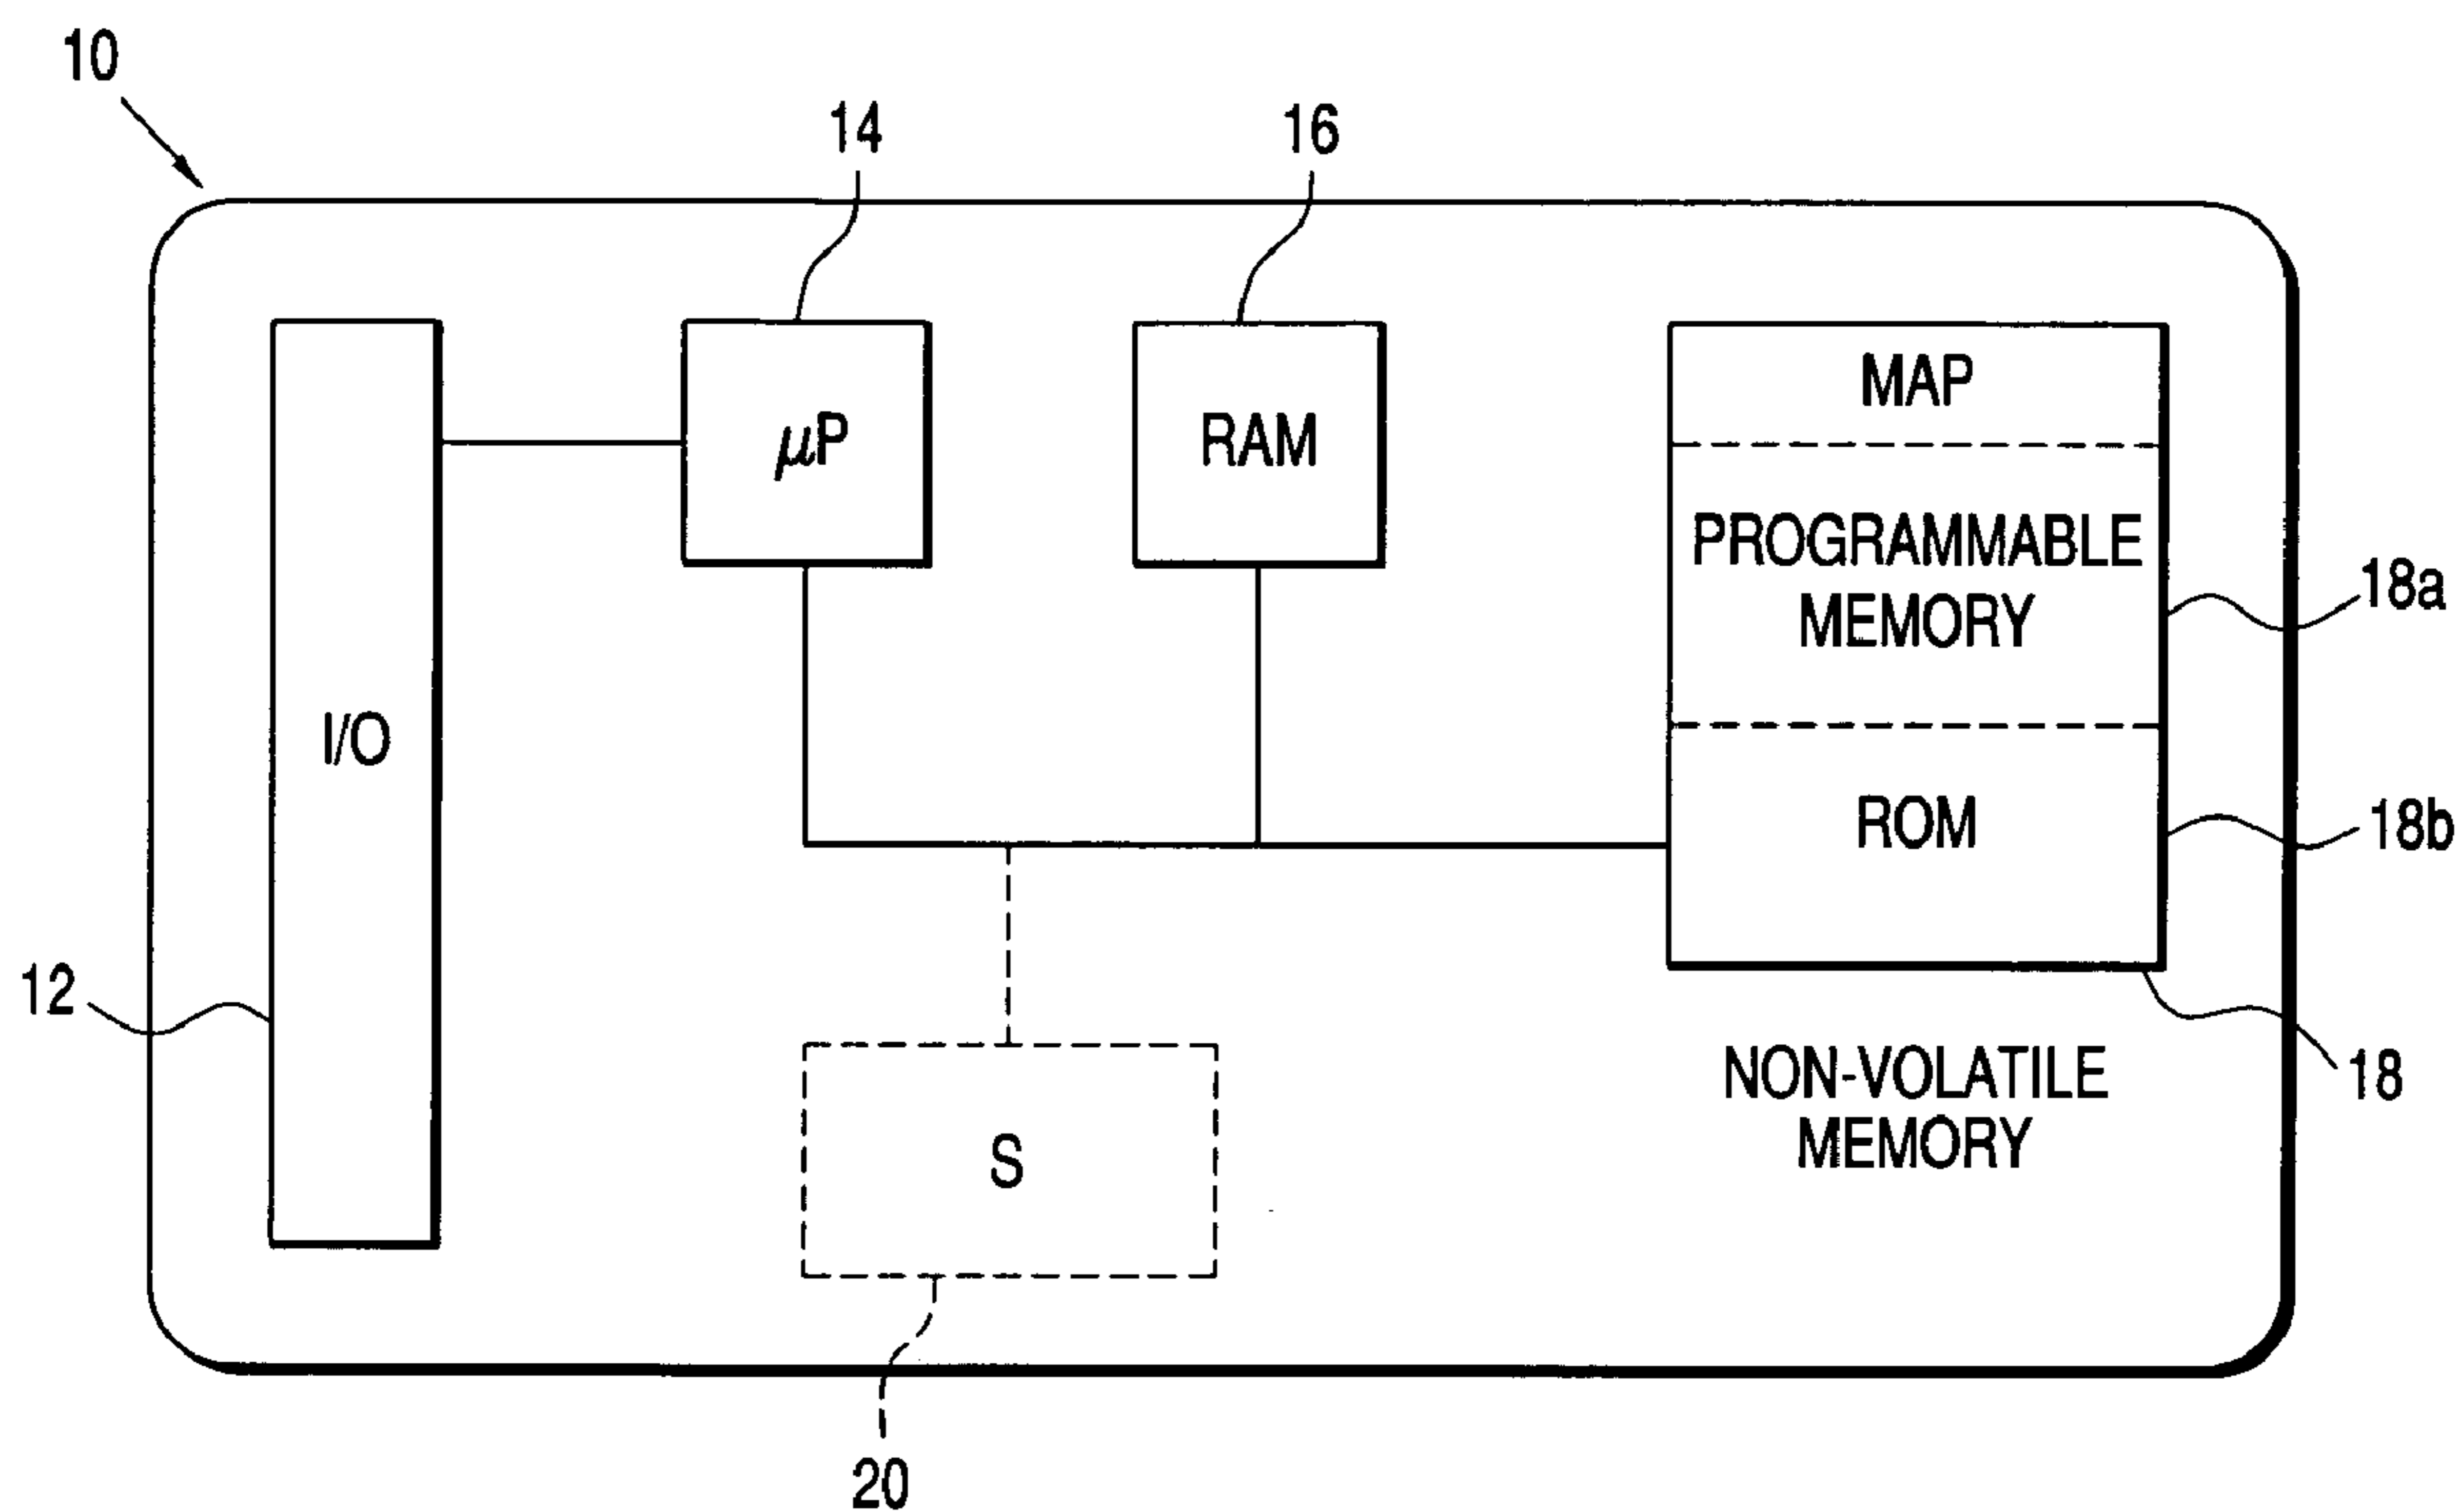 10
14
16
MAP
μP
RAM
PROGRAMMABLE
MEMORY
18a
I/O
ROM
18b
12
NON-VOLATILE
MEMORY
18
S
20